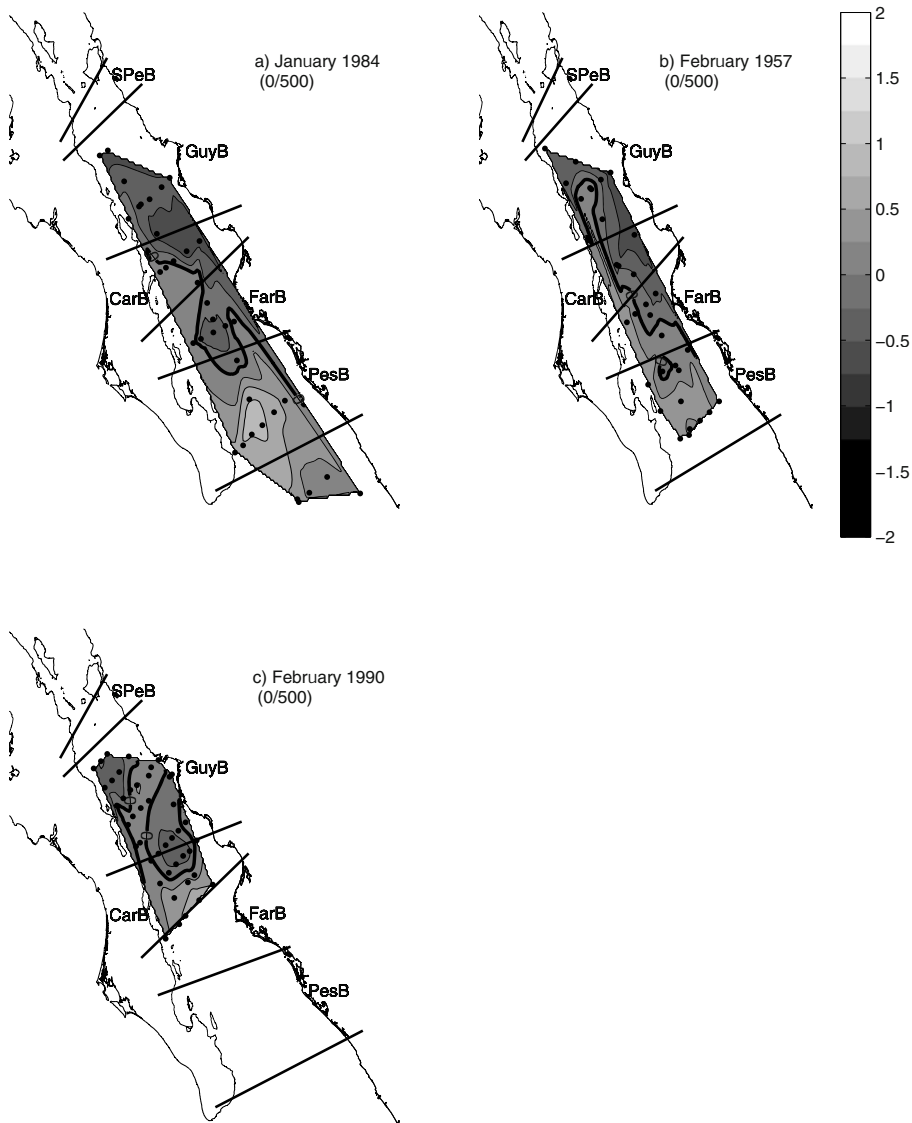 a) January 1984
(0/500)
SPeB
GuyB
CarB
FarB
PesB
b) February 1957
(0/500)
SPeB
GuyB
CarB
FarB
PesB
2
1.5
1
0.5
0
−0.5
−1
−1.5
−2
c) February 1990
(0/500)
SPeB
GuyB
CarB
FarB
PesB